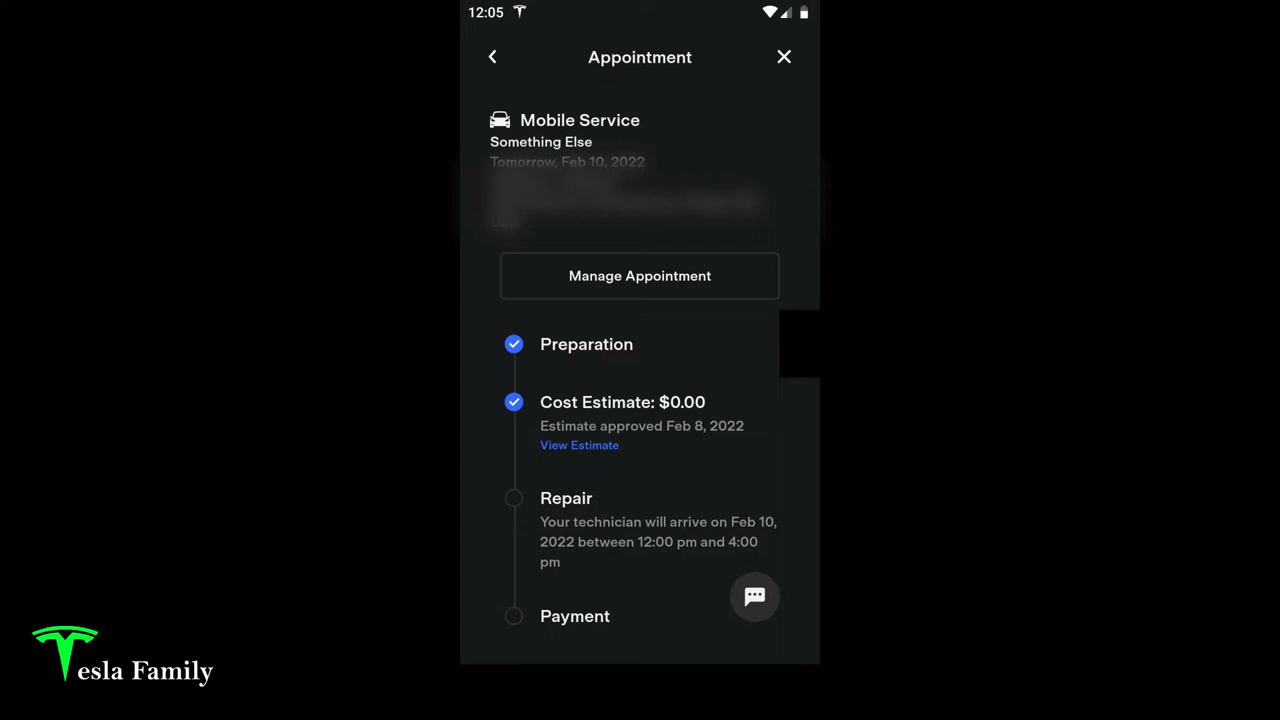 12:05
Appointment
Mobile Service
Something Else
Tomorrow, Feb 10, 2022
Manage Appointment
Preparation
Cost Estimate: $0.00
Estimate approved Feb 8, 2022
View Estimate
Repair
Your technician will arrive on Feb 10,
2022 between 12:00 pm and 4:00
pm
Payment
Tesla Family